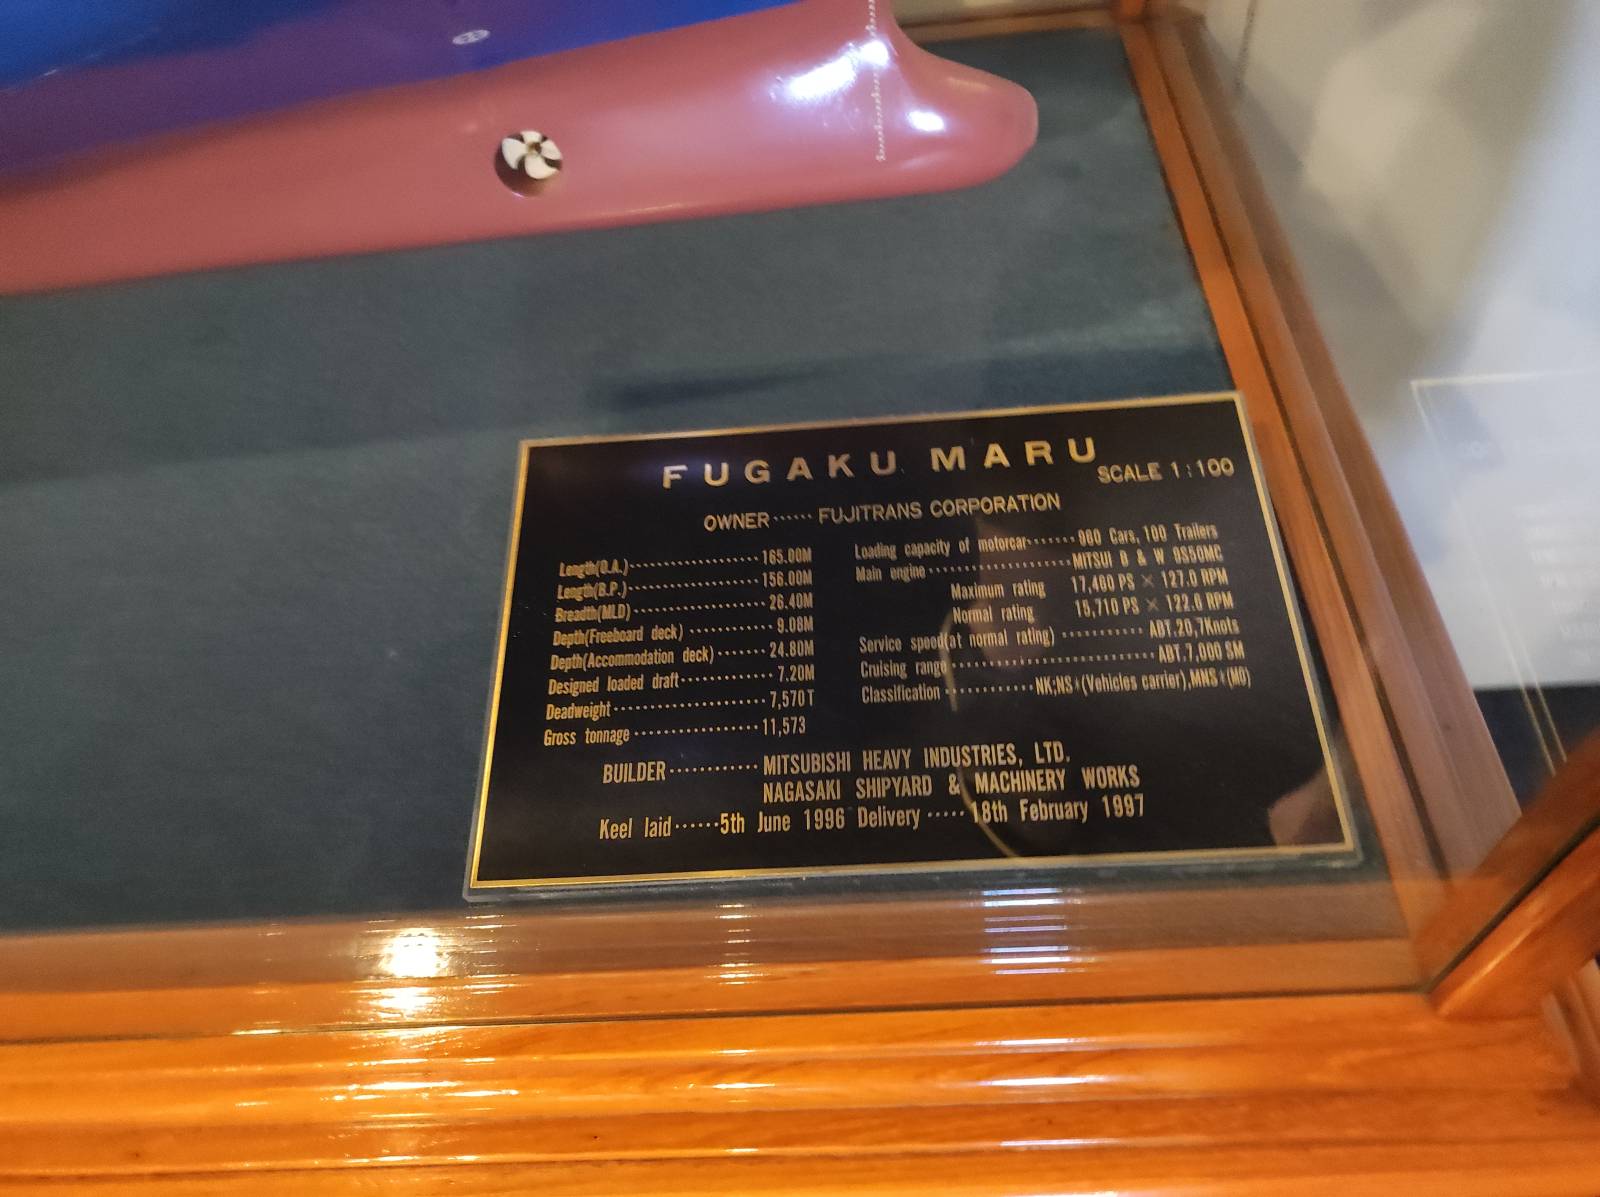 FUGAKU MARU
SCALE 1:100
OWNER······ FUJITRANS CORPORATION
Length(O.A.)···················165.00M
Length(B.P.)···················156.00M
Breadth(MLD)···················26.40M
Depth(Freeboard deck)············9.08M
Depth(Accommodation deck)·······24.80M
Designed loaded draft·············7.20M
Deadweight·····················7,570T
Gross tonnage·················11,573
Loading capacity of motorcar·······980 Cars, 100 Trailers
Main engine···················MITSUI B & W 9S50MC
Maximum rating 17,480 PS × 127.0 RPM
Normal rating 15,710 PS × 122.6 RPM
Service speed(at normal rating)··········ABT.20,7Knots
Cruising range··························ABT.7,000 SM
Classification············NK;NS*(Vehicles carrier),MNS*(M0)
BUILDER············MITSUBISHI HEAVY INDUSTRIES, LTD.
NAGASAKI SHIPYARD & MACHINERY WORKS
Keel laid······5th June 1996 Delivery·····18th February 1997